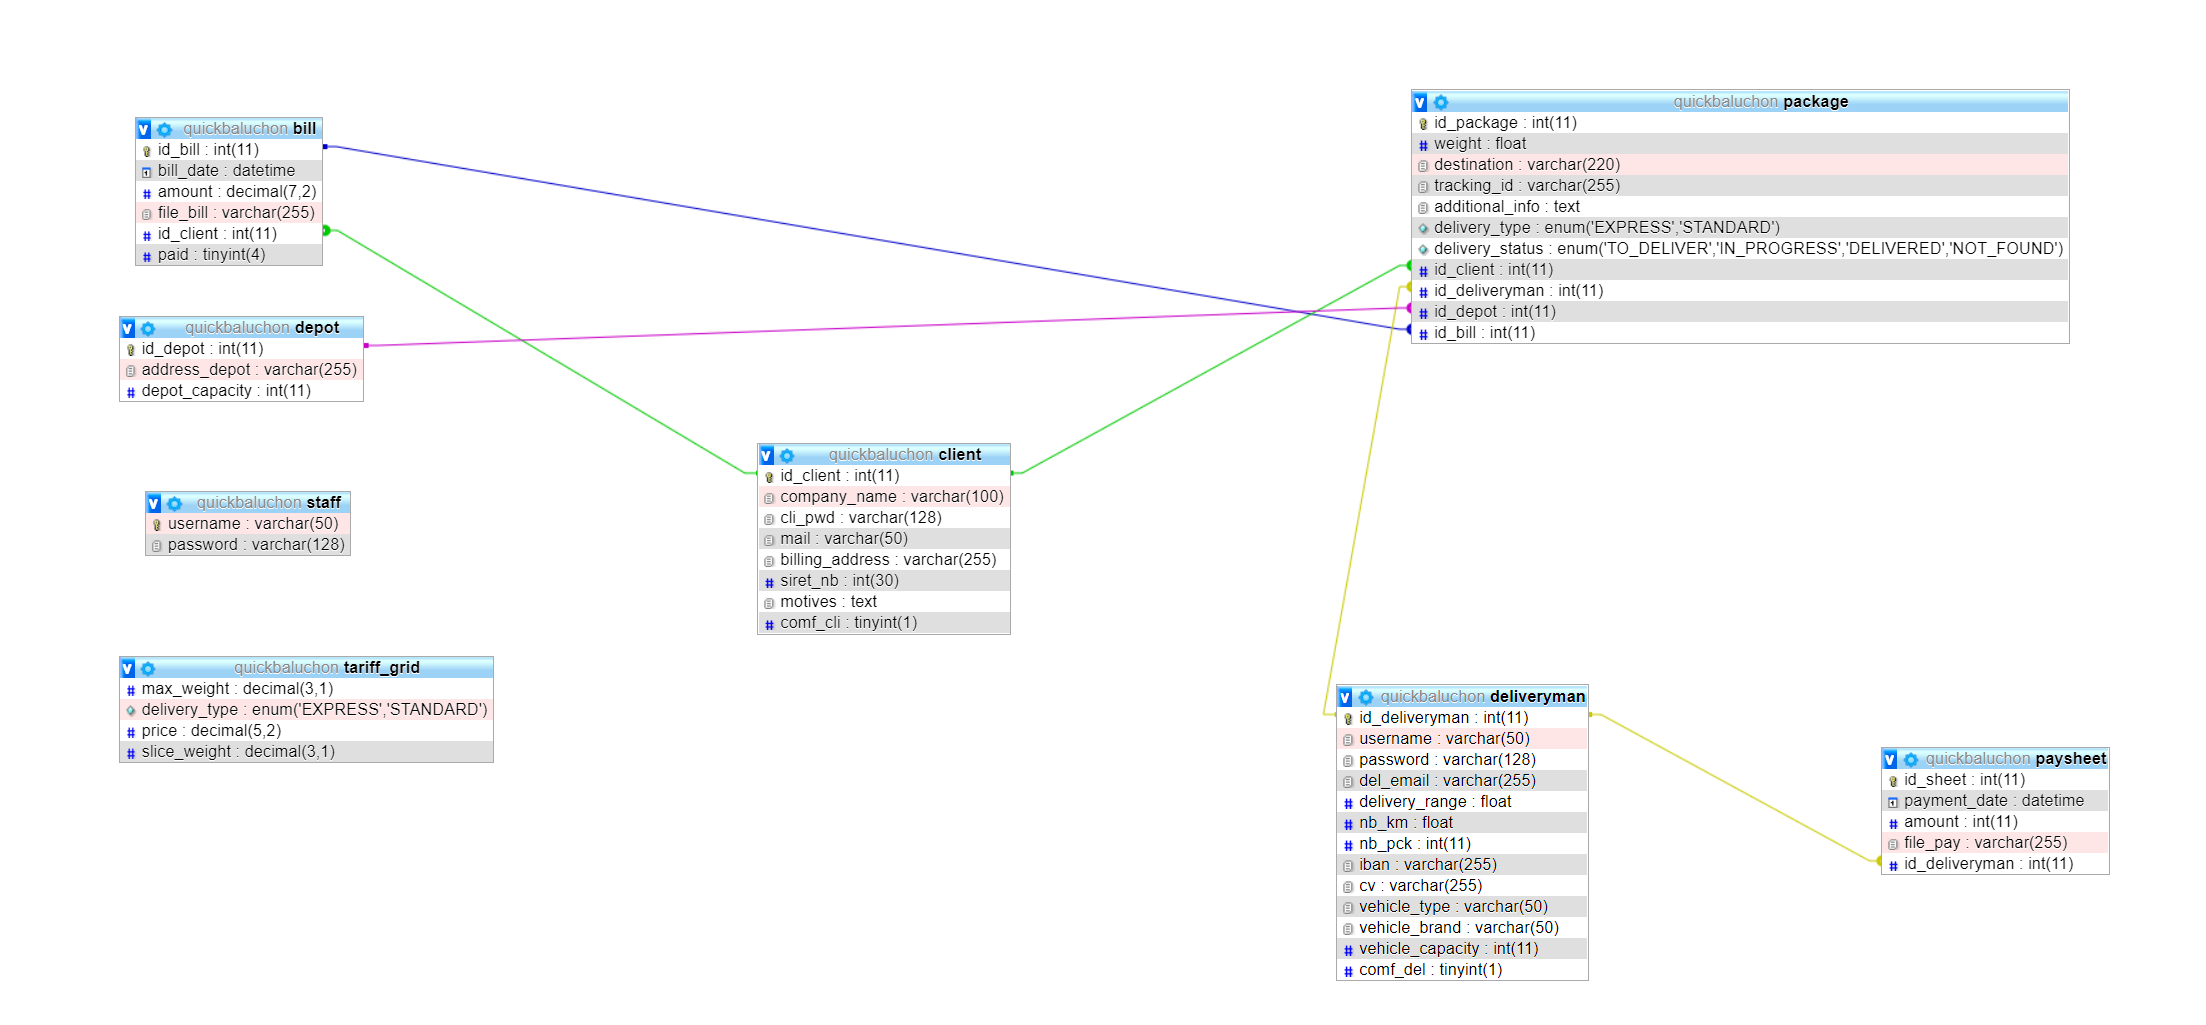 quickbaluchon bill
id_bill : int(11)
bill_date : datetime
amount : decimal(7,2)
file_bill : varchar(255)
id_client : int(11)
paid : tinyint(4)
quickbaluchon depot
id_depot : int(11)
address_depot : varchar(255)
depot_capacity : int(11)
quickbaluchon staff
username : varchar(50)
password : varchar(128)
quickbaluchon tariff_grid
max_weight : decimal(3,1)
delivery_type : enum('EXPRESS','STANDARD')
price : decimal(5,2)
slice_weight : decimal(3,1)
quickbaluchon client
id_client : int(11)
company_name : varchar(100)
cli_pwd : varchar(128)
mail : varchar(50)
billing_address : varchar(255)
siret_nb : int(30)
motives : text
comf_cli : tinyint(1)
quickbaluchon package
id_package : int(11)
weight : float
destination : varchar(220)
tracking_id : varchar(255)
additional_info : text
delivery_type : enum('EXPRESS','STANDARD')
delivery_status : enum('TO_DELIVER','IN_PROGRESS','DELIVERED','NOT_FOUND')
id_client : int(11)
id_deliveryman : int(11)
id_depot : int(11)
id_bill : int(11)
quickbaluchon deliveryman
id_deliveryman : int(11)
username : varchar(50)
password : varchar(128)
del_email : varchar(255)
delivery_range : float
nb_km : float
nb_pck : int(11)
iban : varchar(255)
cv : varchar(255)
vehicle_type : varchar(50)
vehicle_brand : varchar(50)
vehicle_capacity : int(11)
comf_del : tinyint(1)
quickbaluchon paysheet
id_sheet : int(11)
payment_date : datetime
amount : int(11)
file_pay : varchar(255)
id_deliveryman : int(11)